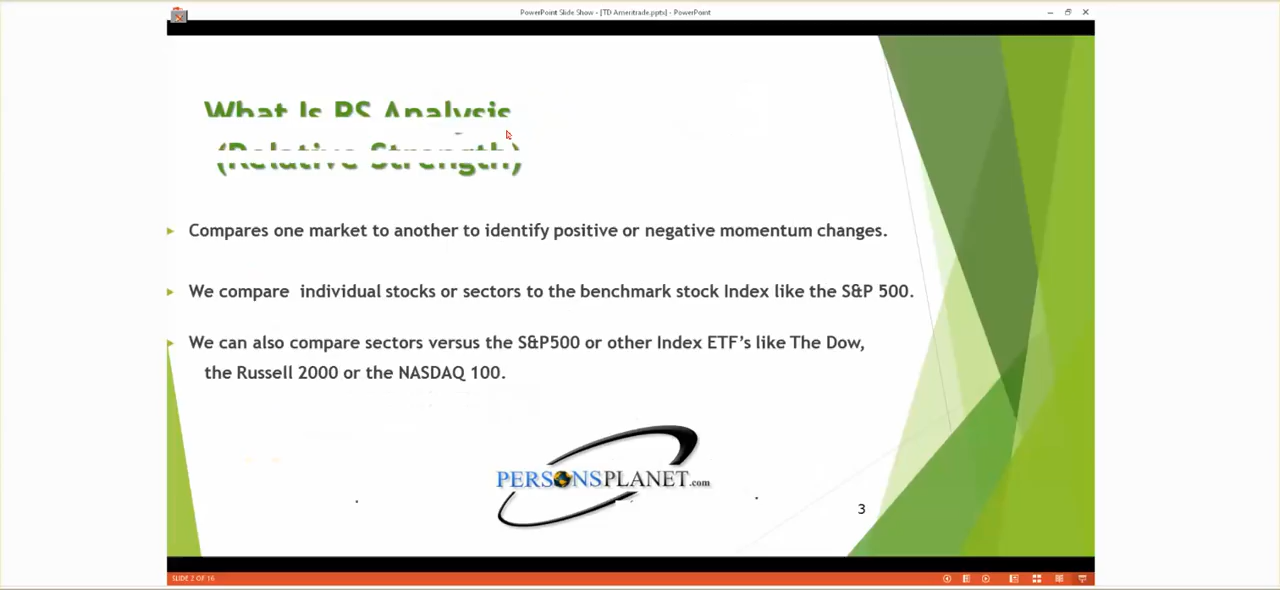 PowerPoint Slide Show - [TD Ameritrade.pptx] - PowerPoint
What Is RS Analysis
(Relative Strength)
Compares one market to another to identify positive or negative momentum changes.
We compare individual stocks or sectors to the benchmark stock Index like the S&P 500.
We can also compare sectors versus the S&P500 or other Index ETF's like The Dow,
the Russell 2000 or the NASDAQ 100.
PERSONSPLANET.com
3
SLIDE 2 OF 16